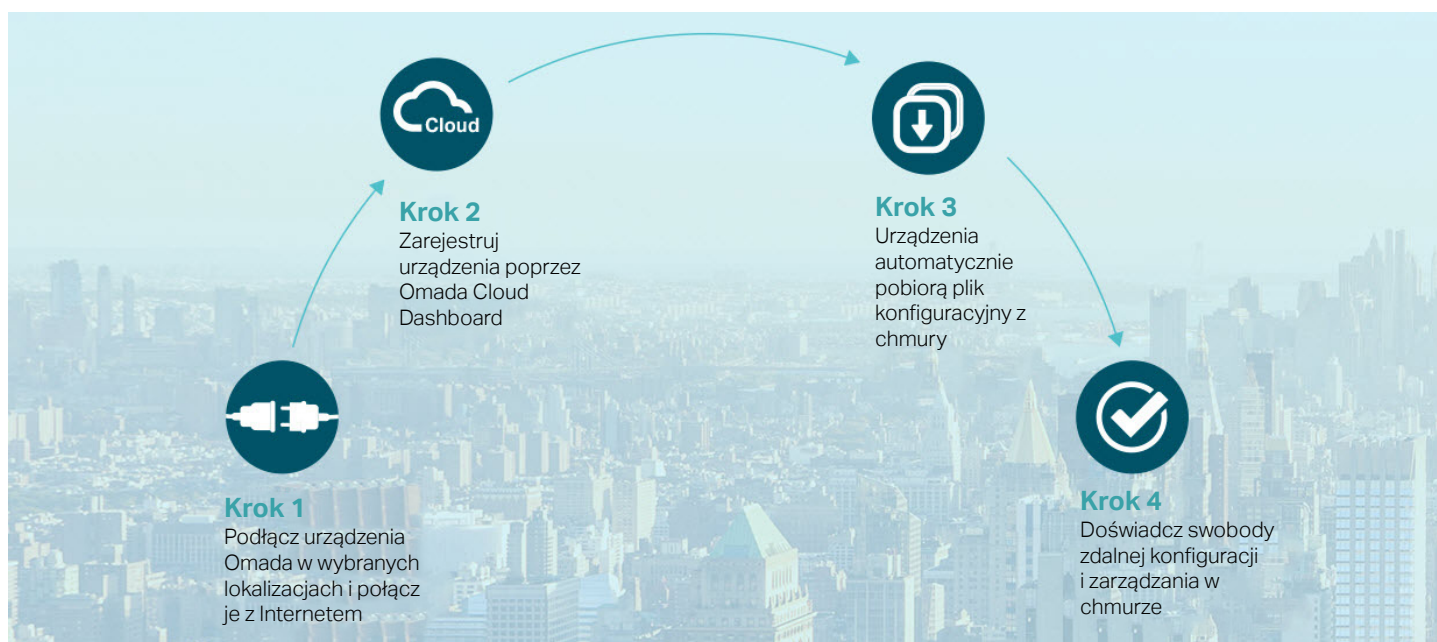 Krok 1
Podłącz urządzenia
Omada w wybranych
lokalizacjach i połącz
je z Internetem
Cloud
Krok 2
Zarejestruj
urządzenia poprzez
Omada Cloud
Dashboard
Krok 3
Urządzenia
automatycznie
pobiorą plik
konfiguracyjny z
chmury
Krok 4
Doświadcz swobody
zdalnej konfiguracji
i zarządzania w
chmurze